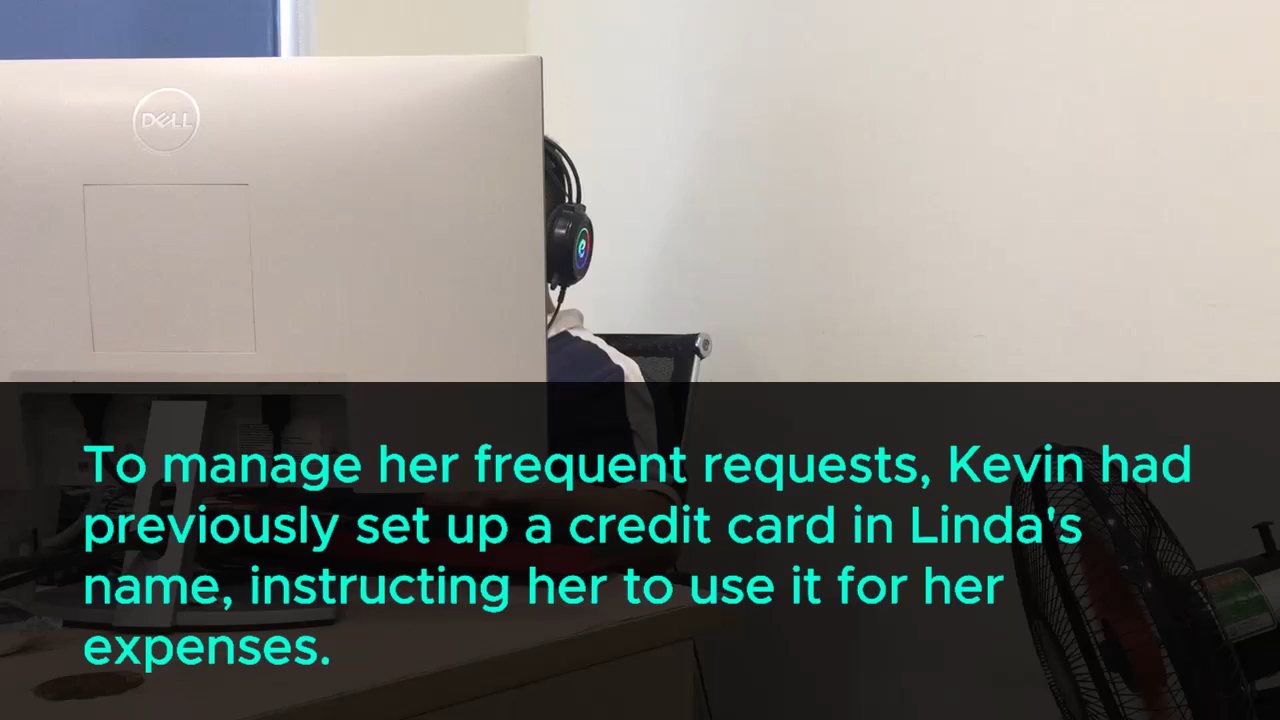 DELL
e
To manage her frequent requests, Kevin had
previously set up a credit card in Linda's
name, instructing her to use it for her
expenses.